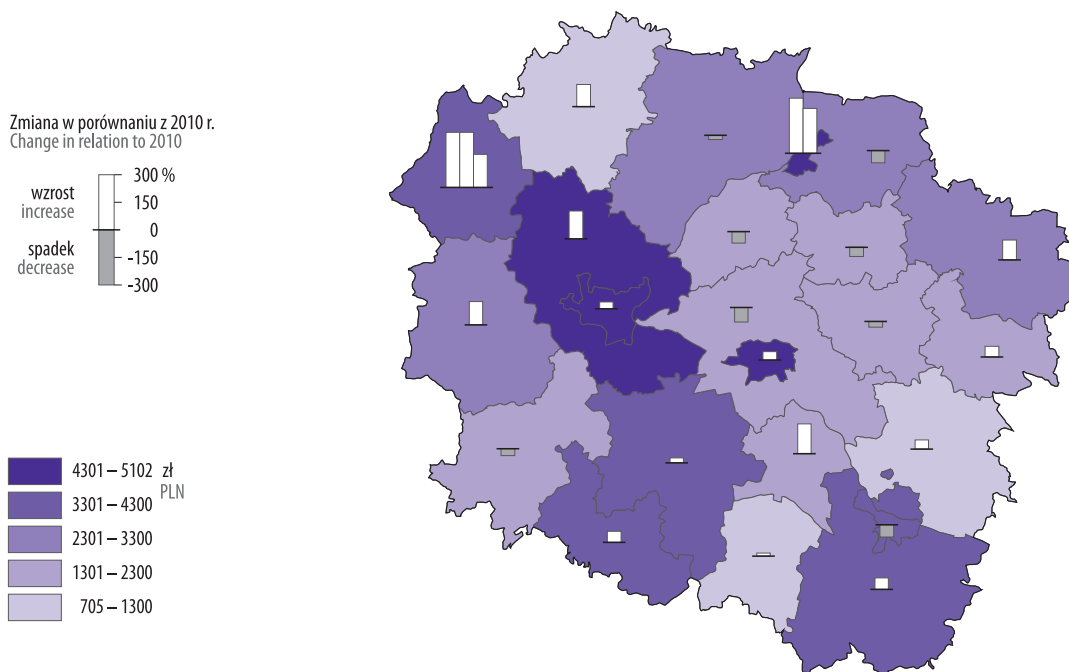 Zmiana w porównaniu z 2010 r.
Change in relation to 2010
300 %
wzrost
increase
150
0
spadek
decrease
-150
-300
4301 – 5102 zł
PLN
3301 – 4300
2301 – 3300
1301 – 2300
705 – 1300